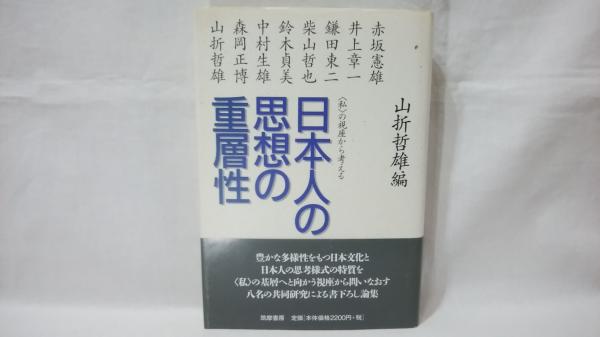 赤坂憲雄
井上章一
鎌田東二
柴山哲也
鈴木貞美
中村生雄
森岡正博
山折哲雄
山折哲雄・編
〈私〉の視座から考える
日本人の
思想の
重層性
豊かな多様性をもつ日本文化と
日本人の思考様式の特質を
〈私〉の基層へと向かう視座から問いなおす
八名の共同研究による書下ろし論集
筑摩書房 定価[本体価格2200円+税]